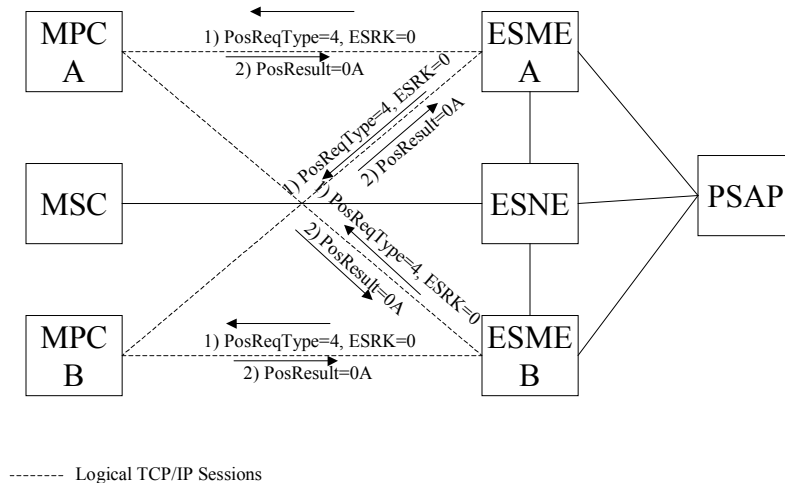 MPC
A
1) PosReqType=4, ESRK=0
2) PosResult=0A
ESME
A
1) PosReqType=4, ESRK=0
2) PosResult=0A
MSC
ESNE
PSAP
1) PosReqType=4, ESRK=0
2) PosResult=0A
MPC
B
1) PosReqType=4, ESRK=0
2) PosResult=0A
ESME
B
------- Logical TCP/IP Sessions